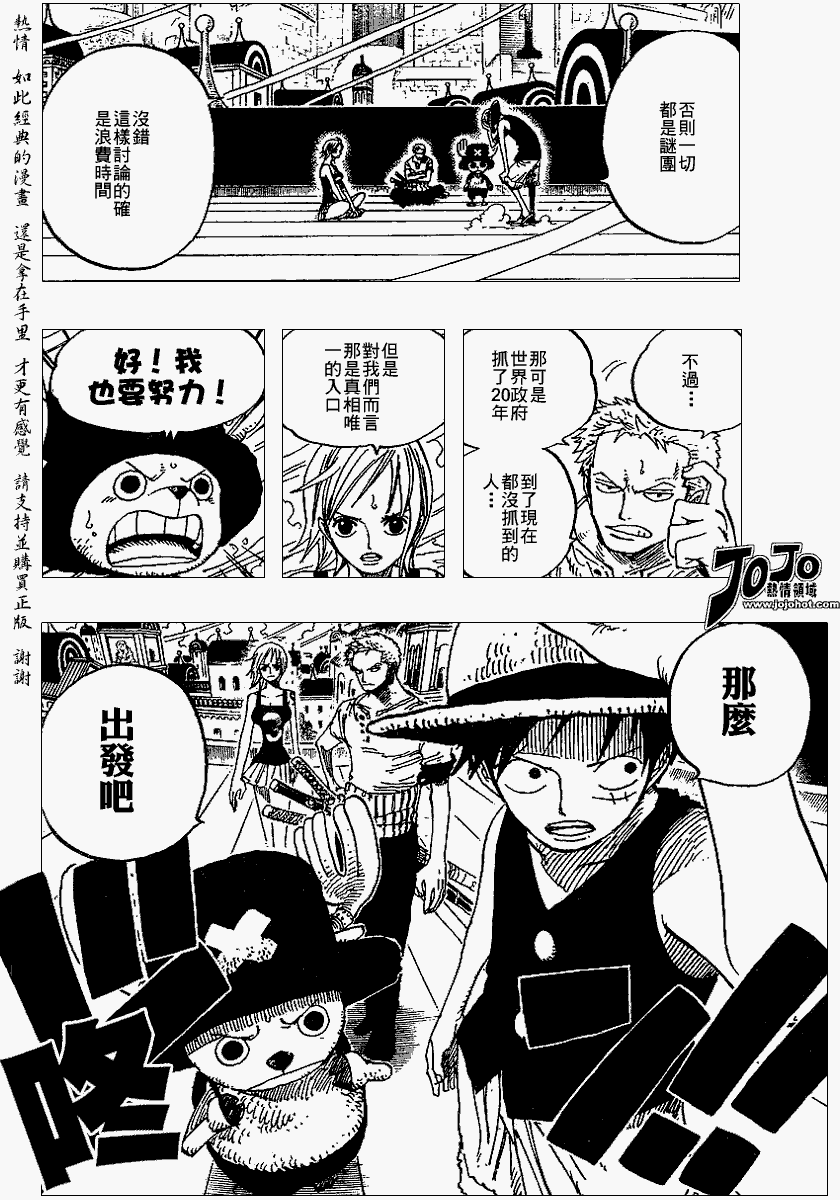 否則一切
都是謎團
沒錯
這樣討論的確
是浪費時間
不過…
那可是
世界政府
抓了20年
到了現在
都沒抓到的
人…
但是
對我們而言
那是真相唯
一的入口
好！我
也要努力！
那麼
出發吧
咚
!!!
!!!
JOJO
熱情領域
www.jojohot.com
熱情 如此經典的漫畫 還是拿在手里 才更有感覺 請支持並購買正版 謝謝